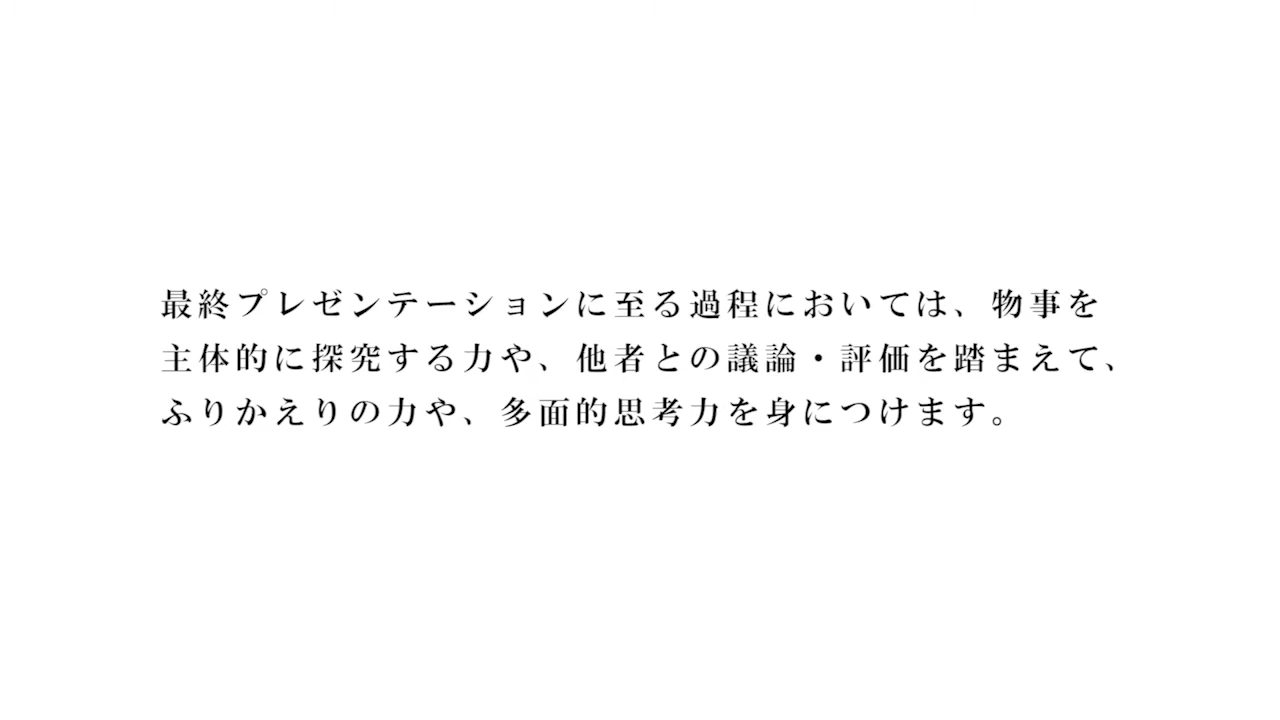 最終プレゼンテーションに至る過程においては、物事を
主体的に探究する力や、他者との議論・評価を踏まえて、
ふりかえりの力や、多面的思考力を身につけます。